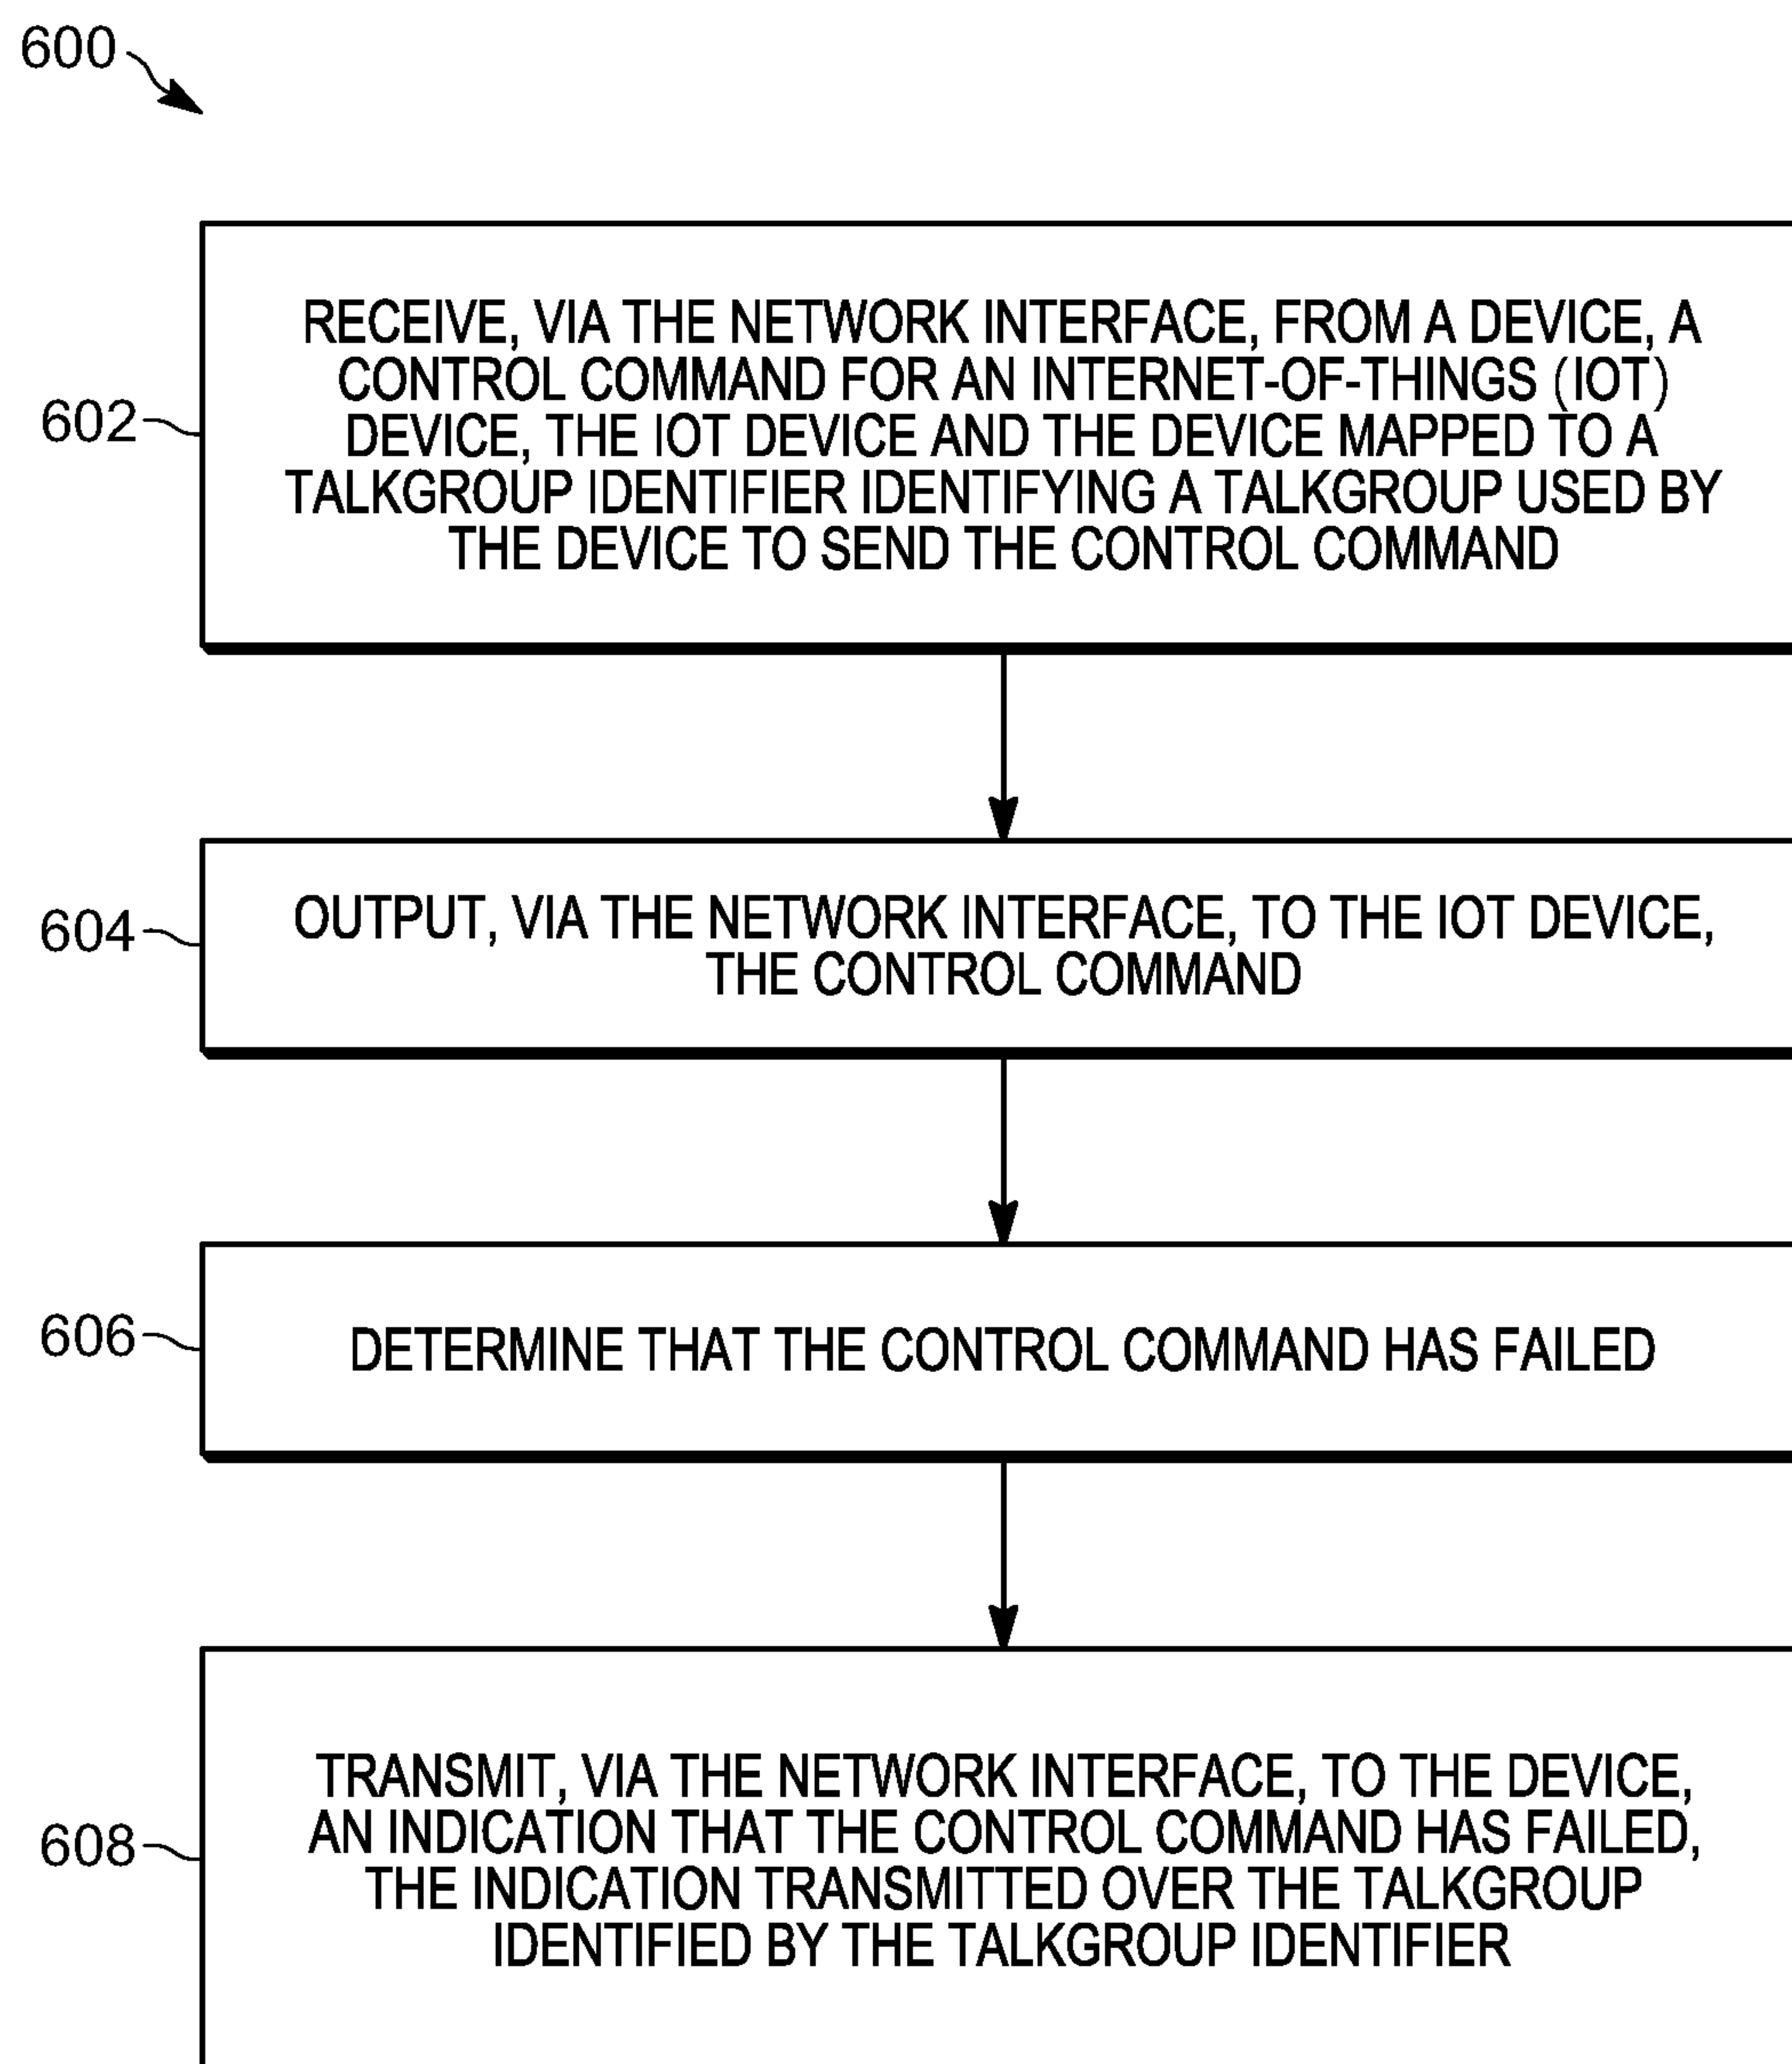 600
602
RECEIVE, VIA THE NETWORK INTERFACE, FROM A DEVICE, A
CONTROL COMMAND FOR AN INTERNET-OF-THINGS (IOT)
DEVICE, THE IOT DEVICE AND THE DEVICE MAPPED TO A
TALKGROUP IDENTIFIER IDENTIFYING A TALKGROUP USED BY
THE DEVICE TO SEND THE CONTROL COMMAND
604
OUTPUT, VIA THE NETWORK INTERFACE, TO THE IOT DEVICE,
THE CONTROL COMMAND
606
DETERMINE THAT THE CONTROL COMMAND HAS FAILED
608
TRANSMIT, VIA THE NETWORK INTERFACE, TO THE DEVICE,
AN INDICATION THAT THE CONTROL COMMAND HAS FAILED,
THE INDICATION TRANSMITTED OVER THE TALKGROUP
IDENTIFIED BY THE TALKGROUP IDENTIFIER